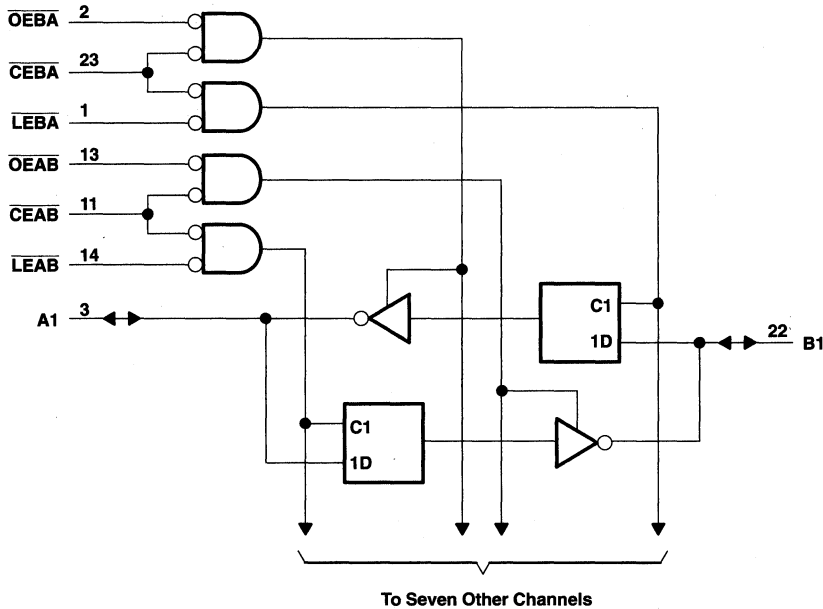 OEBA 2
CEBA 23
LEBA 1
OEAB 13
CEAB 11
LEAB 14
A1 3
C1
1D
22 B1
C1
1D
To Seven Other Channels